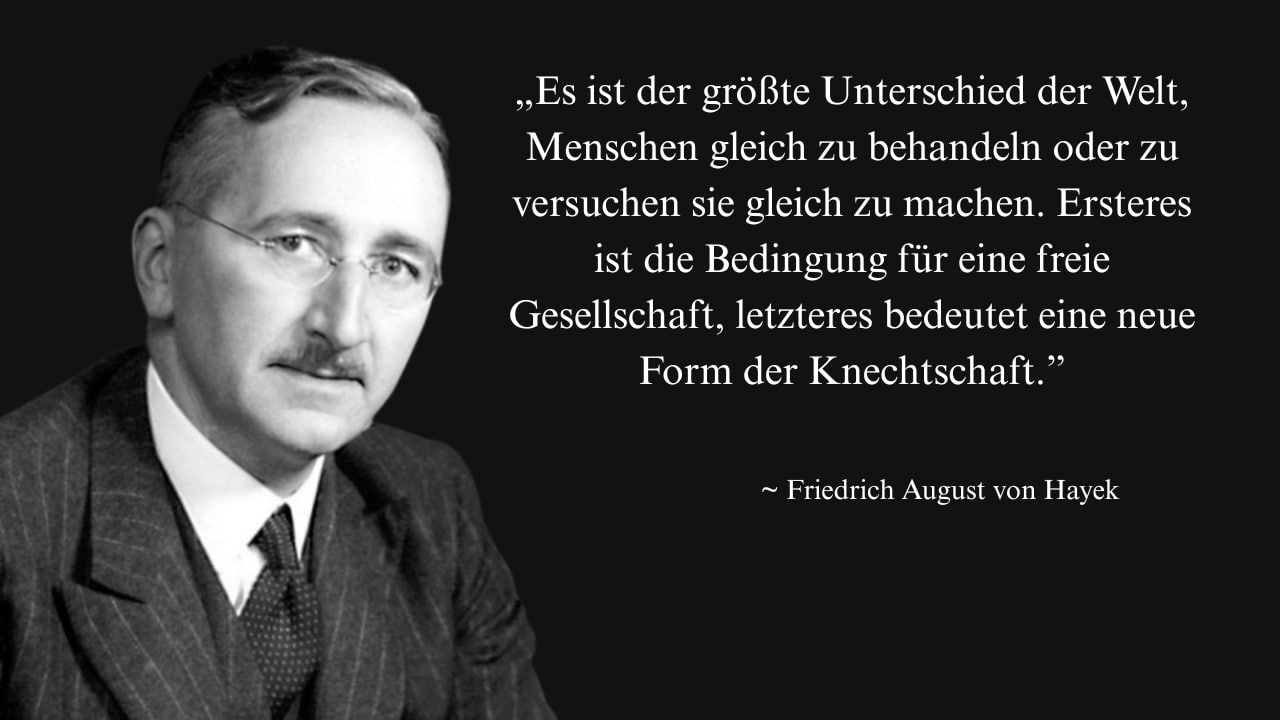 „Es ist der größte Unterschied der Welt,
Menschen gleich zu behandeln oder zu
versuchen sie gleich zu machen. Ersteres
ist die Bedingung für eine freie
Gesellschaft, letzteres bedeutet eine neue
Form der Knechtschaft.”
~ Friedrich August von Hayek